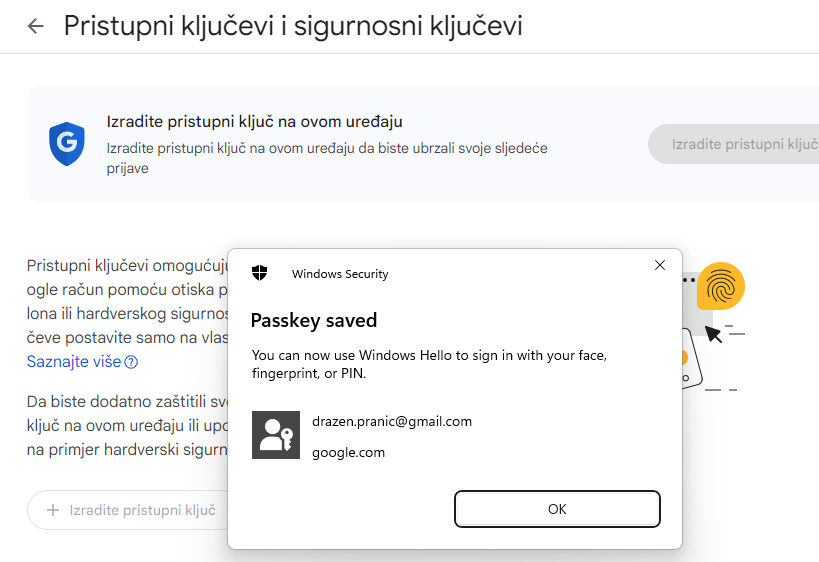 Pristupni ključevi i sigurnosni ključevi
Izradite pristupni ključ na ovom uređaju
Izradite pristupni ključ na ovom uređaju da biste ubrzali svoje sljedeće
prijave
Izradite pristupni ključ
Pristupni ključevi omogućuju
ogle račun pomoću otiska p
lona ili hardverskog sigurnos
čeve postavite samo na vlas
Saznajte više
Da biste dodatno zaštitili sv
ključ na ovom uređaju ili upo
na primjer hardverski sigurn
+ Izradite pristupni ključ
Windows Security
Passkey saved
You can now use Windows Hello to sign in with your face,
fingerprint, or PIN.
drazen.pranic@gmail.com
google.com
OK